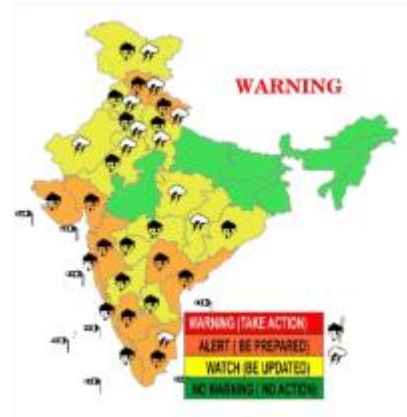 WARNING
WARNING (TAKE ACTION)
ALERT ( BE PREPARED)
WATCH (BE UPDATED)
NO WARNING ( NO ACTION)